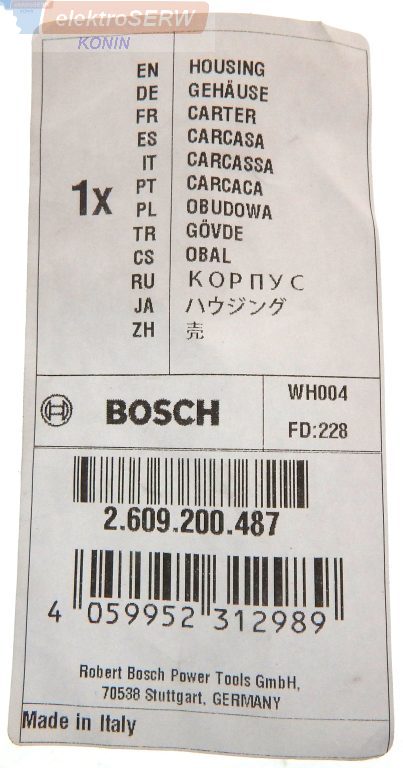 elektroSERW
KONIN
1x
EN HOUSING
DE GEHÄUSE
FR CARTER
ES CARCASA
IT CARCASSA
PT CARCACA
PL OBUDOWA
TR GÖVDE
CS OBAL
RU КОРПУС
JA ハウジング
ZH 売
BOSCH
WH004
FD:228
2.609.200.487
4 059952 312989
Robert Bosch Power Tools GmbH,
70538 Stuttgart, GERMANY
Made in Italy